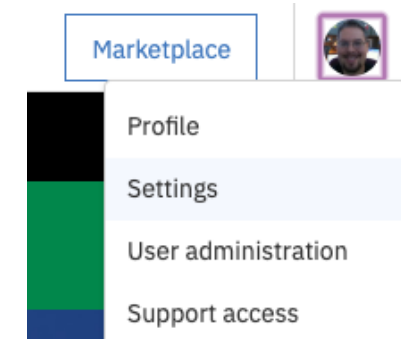 Marketplace
Profile
Settings
User administration
Support access